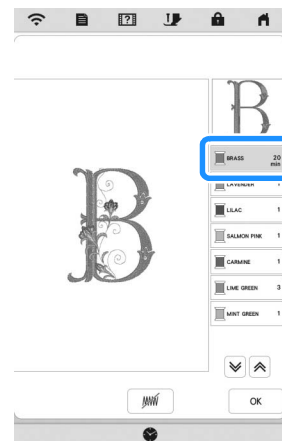 B
BRASS 20 min
LAVENDER 1
LILAC 1
SALMON PINK 1
CARMINE 1
LIME GREEN 3
MINT GREEN 1
B
OK